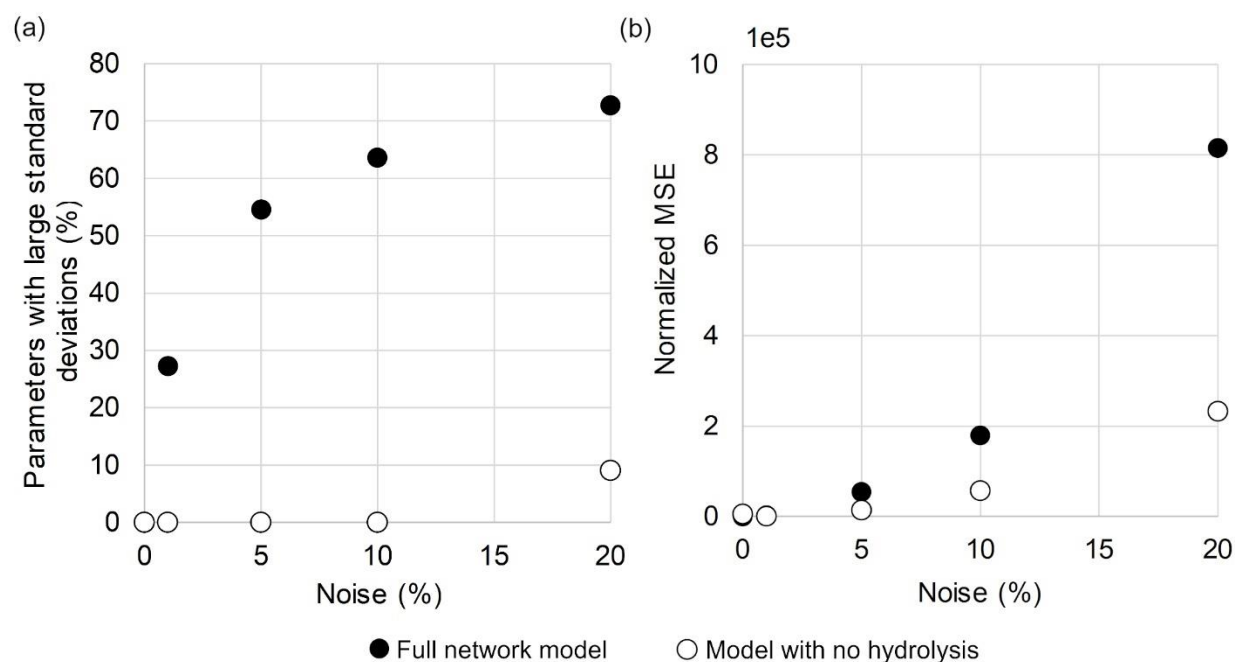 (a)
80
70
60
50
40
30
20
10
0
0 5 10 15 20
Parameters with large standard
deviations (%)
Noise (%)
(b)
1e5
10
8
6
4
2
0
0 5 10 15 20
Normalized MSE
Noise (%)
Full network model
Model with no hydrolysis